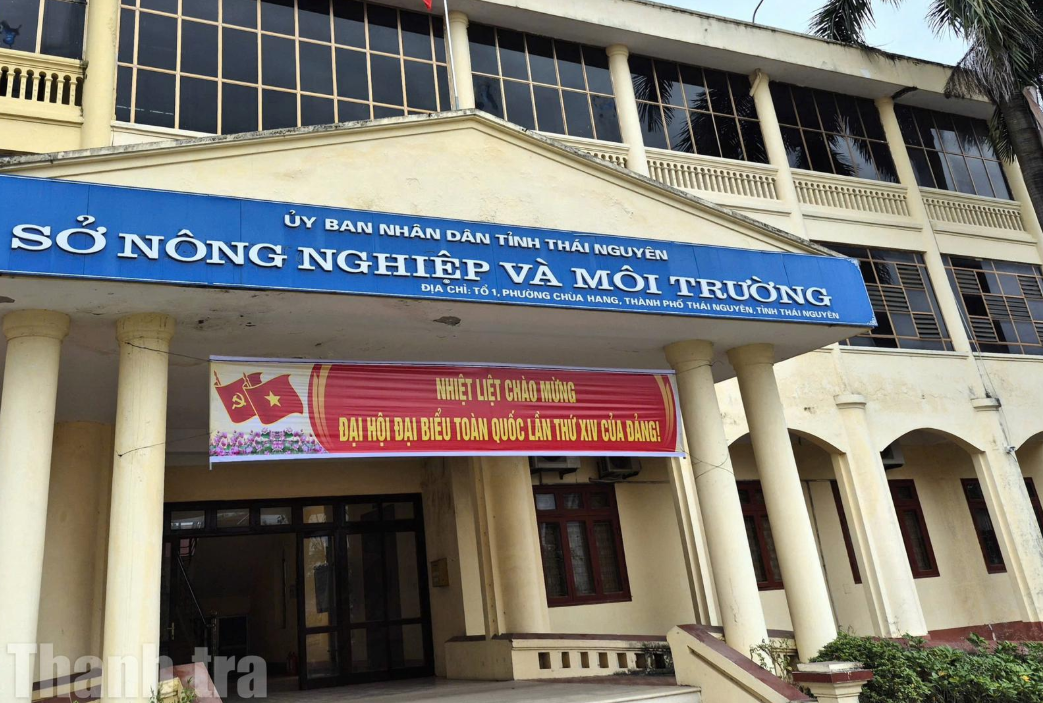 ỦY BAN NHÂN DÂN TỈNH THÁI NGUYÊN
SỞ NÔNG NGHIỆP VÀ MÔI TRƯỜNG
ĐỊA CHỈ: TỔ 1, PHƯỜNG CHÙA HANG, THÀNH PHỐ THÁI NGUYÊN, TỈNH THÁI NGUYÊN
NHIỆT LIỆT CHÀO MỪNG
ĐẠI HỘI ĐẠI BIỂU TOÀN QUỐC LẦN THỨ XIV CỦA ĐẢNG!
Thanh tra